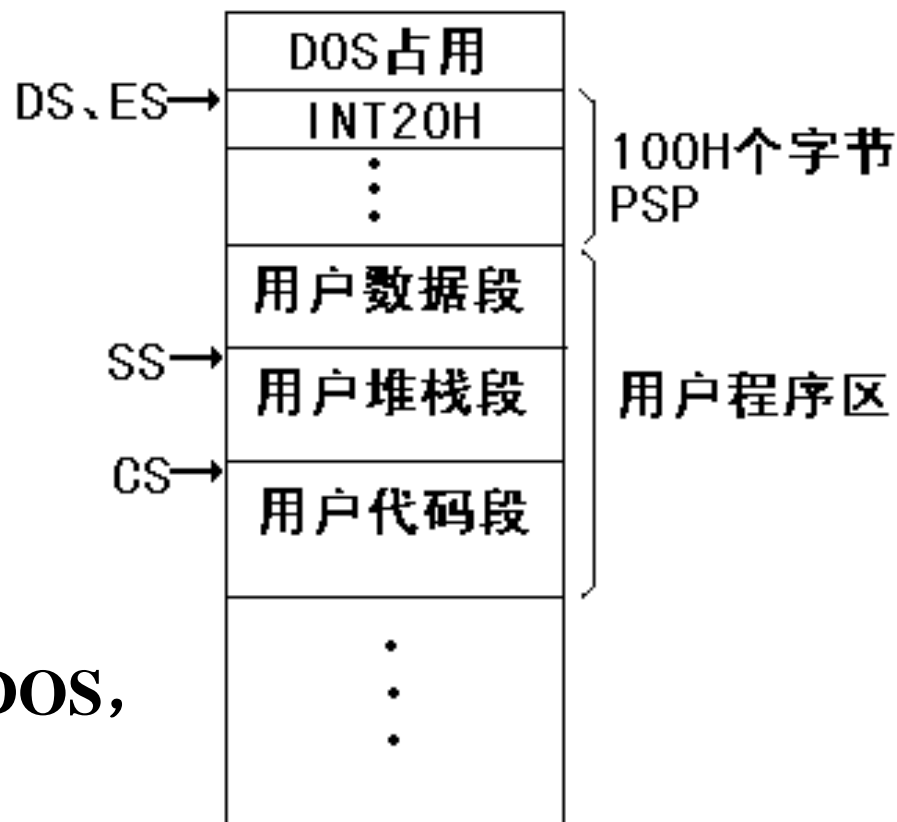 DOS占用
DS、ES
INT20H
100H个字节
PSP
用户数据段
SS
用户堆栈段
用户程序区
CS
用户代码段
DOS，